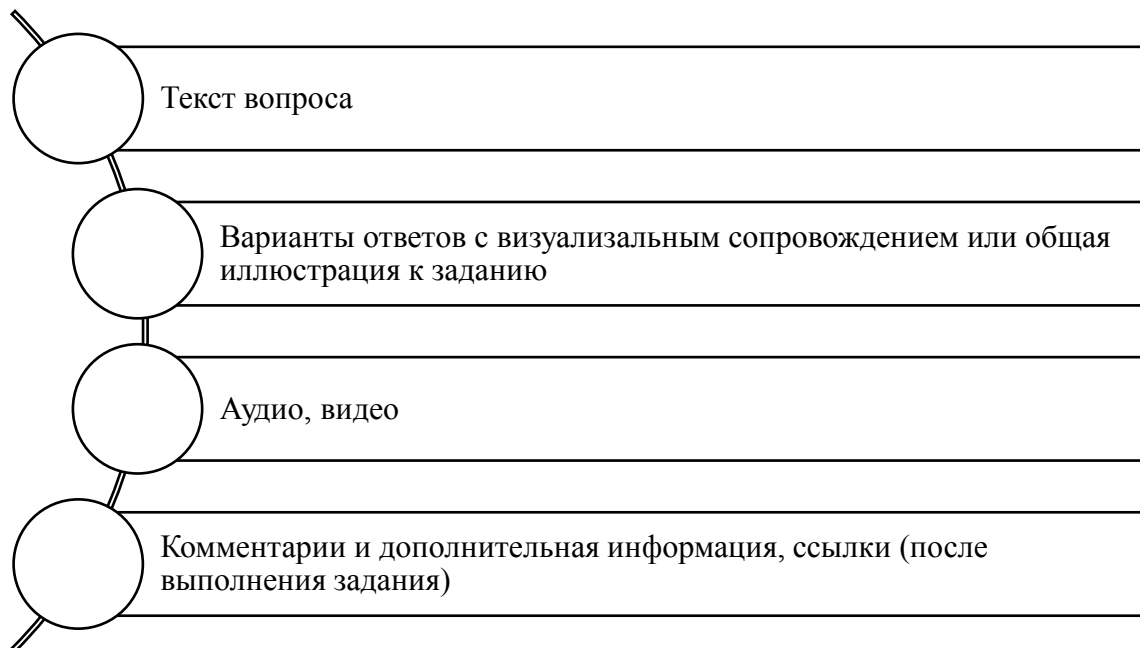 Текст вопроса
Варианты ответов с визуализальным сопровождением или общая
иллюстрация к заданию
Аудио, видео
Комментарии и дополнительная информация, ссылки (после
выполнения задания)